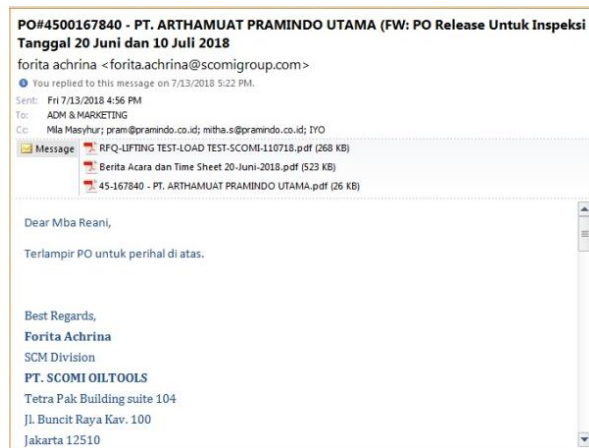 PO#4500167840 - PT. ARTHAMUAT PRAMINDO UTAMA (FW: PO Release Untuk Inspeksi
Tanggal 20 Juni dan 10 Juli 2018
forita achrina <forita.achrina@scomigroup.com>
You replied to this message on 7/13/2018 5:22 PM.
Sent: Fri 7/13/2018 4:56 PM
To: ADM & MARKETING
Cc: Mila Masyhur; pram@pramindo.co.id; mitha.s@pramindo.co.id; IYO
Message RFQ-LIFTING TEST-LOAD TEST-SCOMI-110718.pdf (268 KB)
Berita Acara dan Time Sheet 20-Juni-2018.pdf (523 KB)
45-167840 - PT. ARTHAMUAT PRAMINDO UTAMA.pdf (26 KB)
Dear Mba Reani,
Terlampir PO untuk perihal di atas.
Best Regards,
Forita Achrina
SCM Division
PT. SCOMI OILTOOLS
Tetra Pak Building suite 104
Jl. Buncit Raya Kav. 100
Jakarta 12510